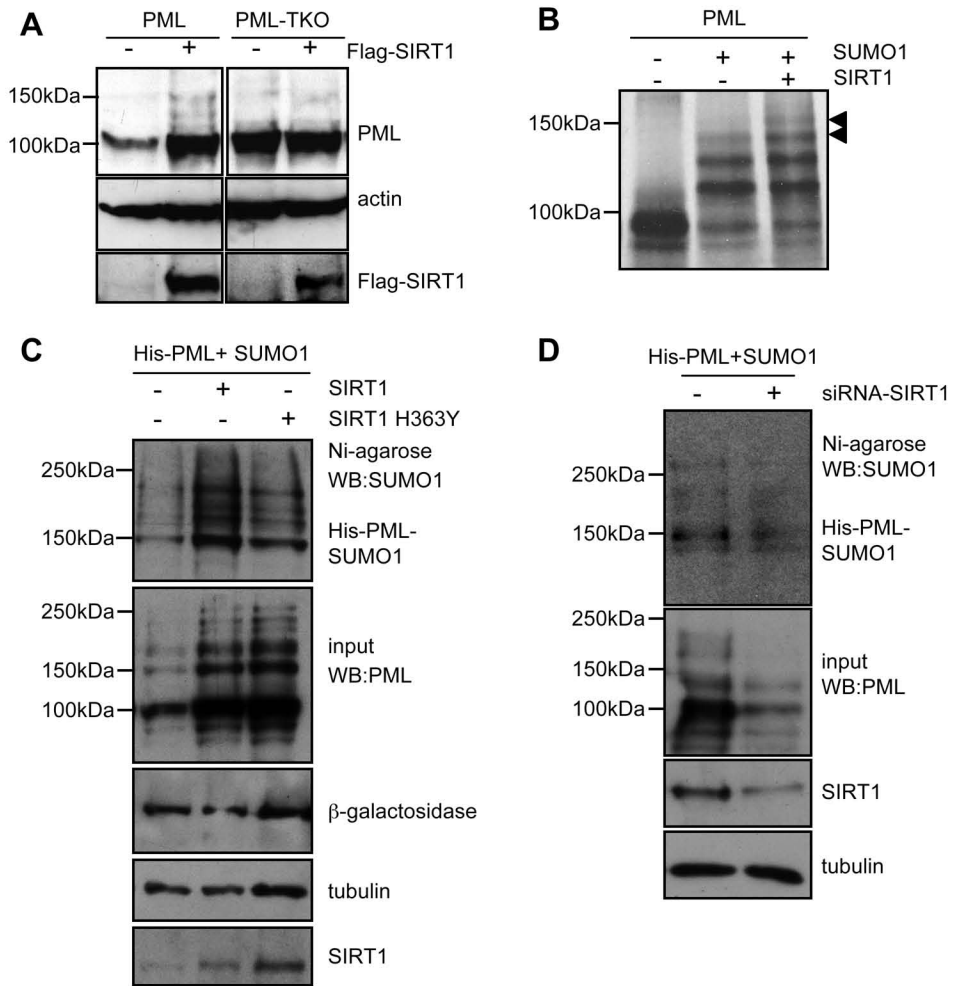 A
PML PML-TKO
- + - + Flag-SIRT1
150kDa
100kDa
PML
actin
Flag-SIRT1
B
PML
- + + SUMO1
- - + SIRT1
150kDa
100kDa
C
His-PML+ SUMO1
- + - SIRT1
- - + SIRT1 H363Y
250kDa
150kDa
Ni-agarose
WB:SUMO1
His-PML-
SUMO1
250kDa
150kDa
100kDa
input
WB:PML
β-galactosidase
tubulin
SIRT1
D
His-PML+SUMO1
- + siRNA-SIRT1
250kDa
150kDa
Ni-agarose
WB:SUMO1
His-PML-
SUMO1
250kDa
150kDa
100kDa
input
WB:PML
SIRT1
tubulin